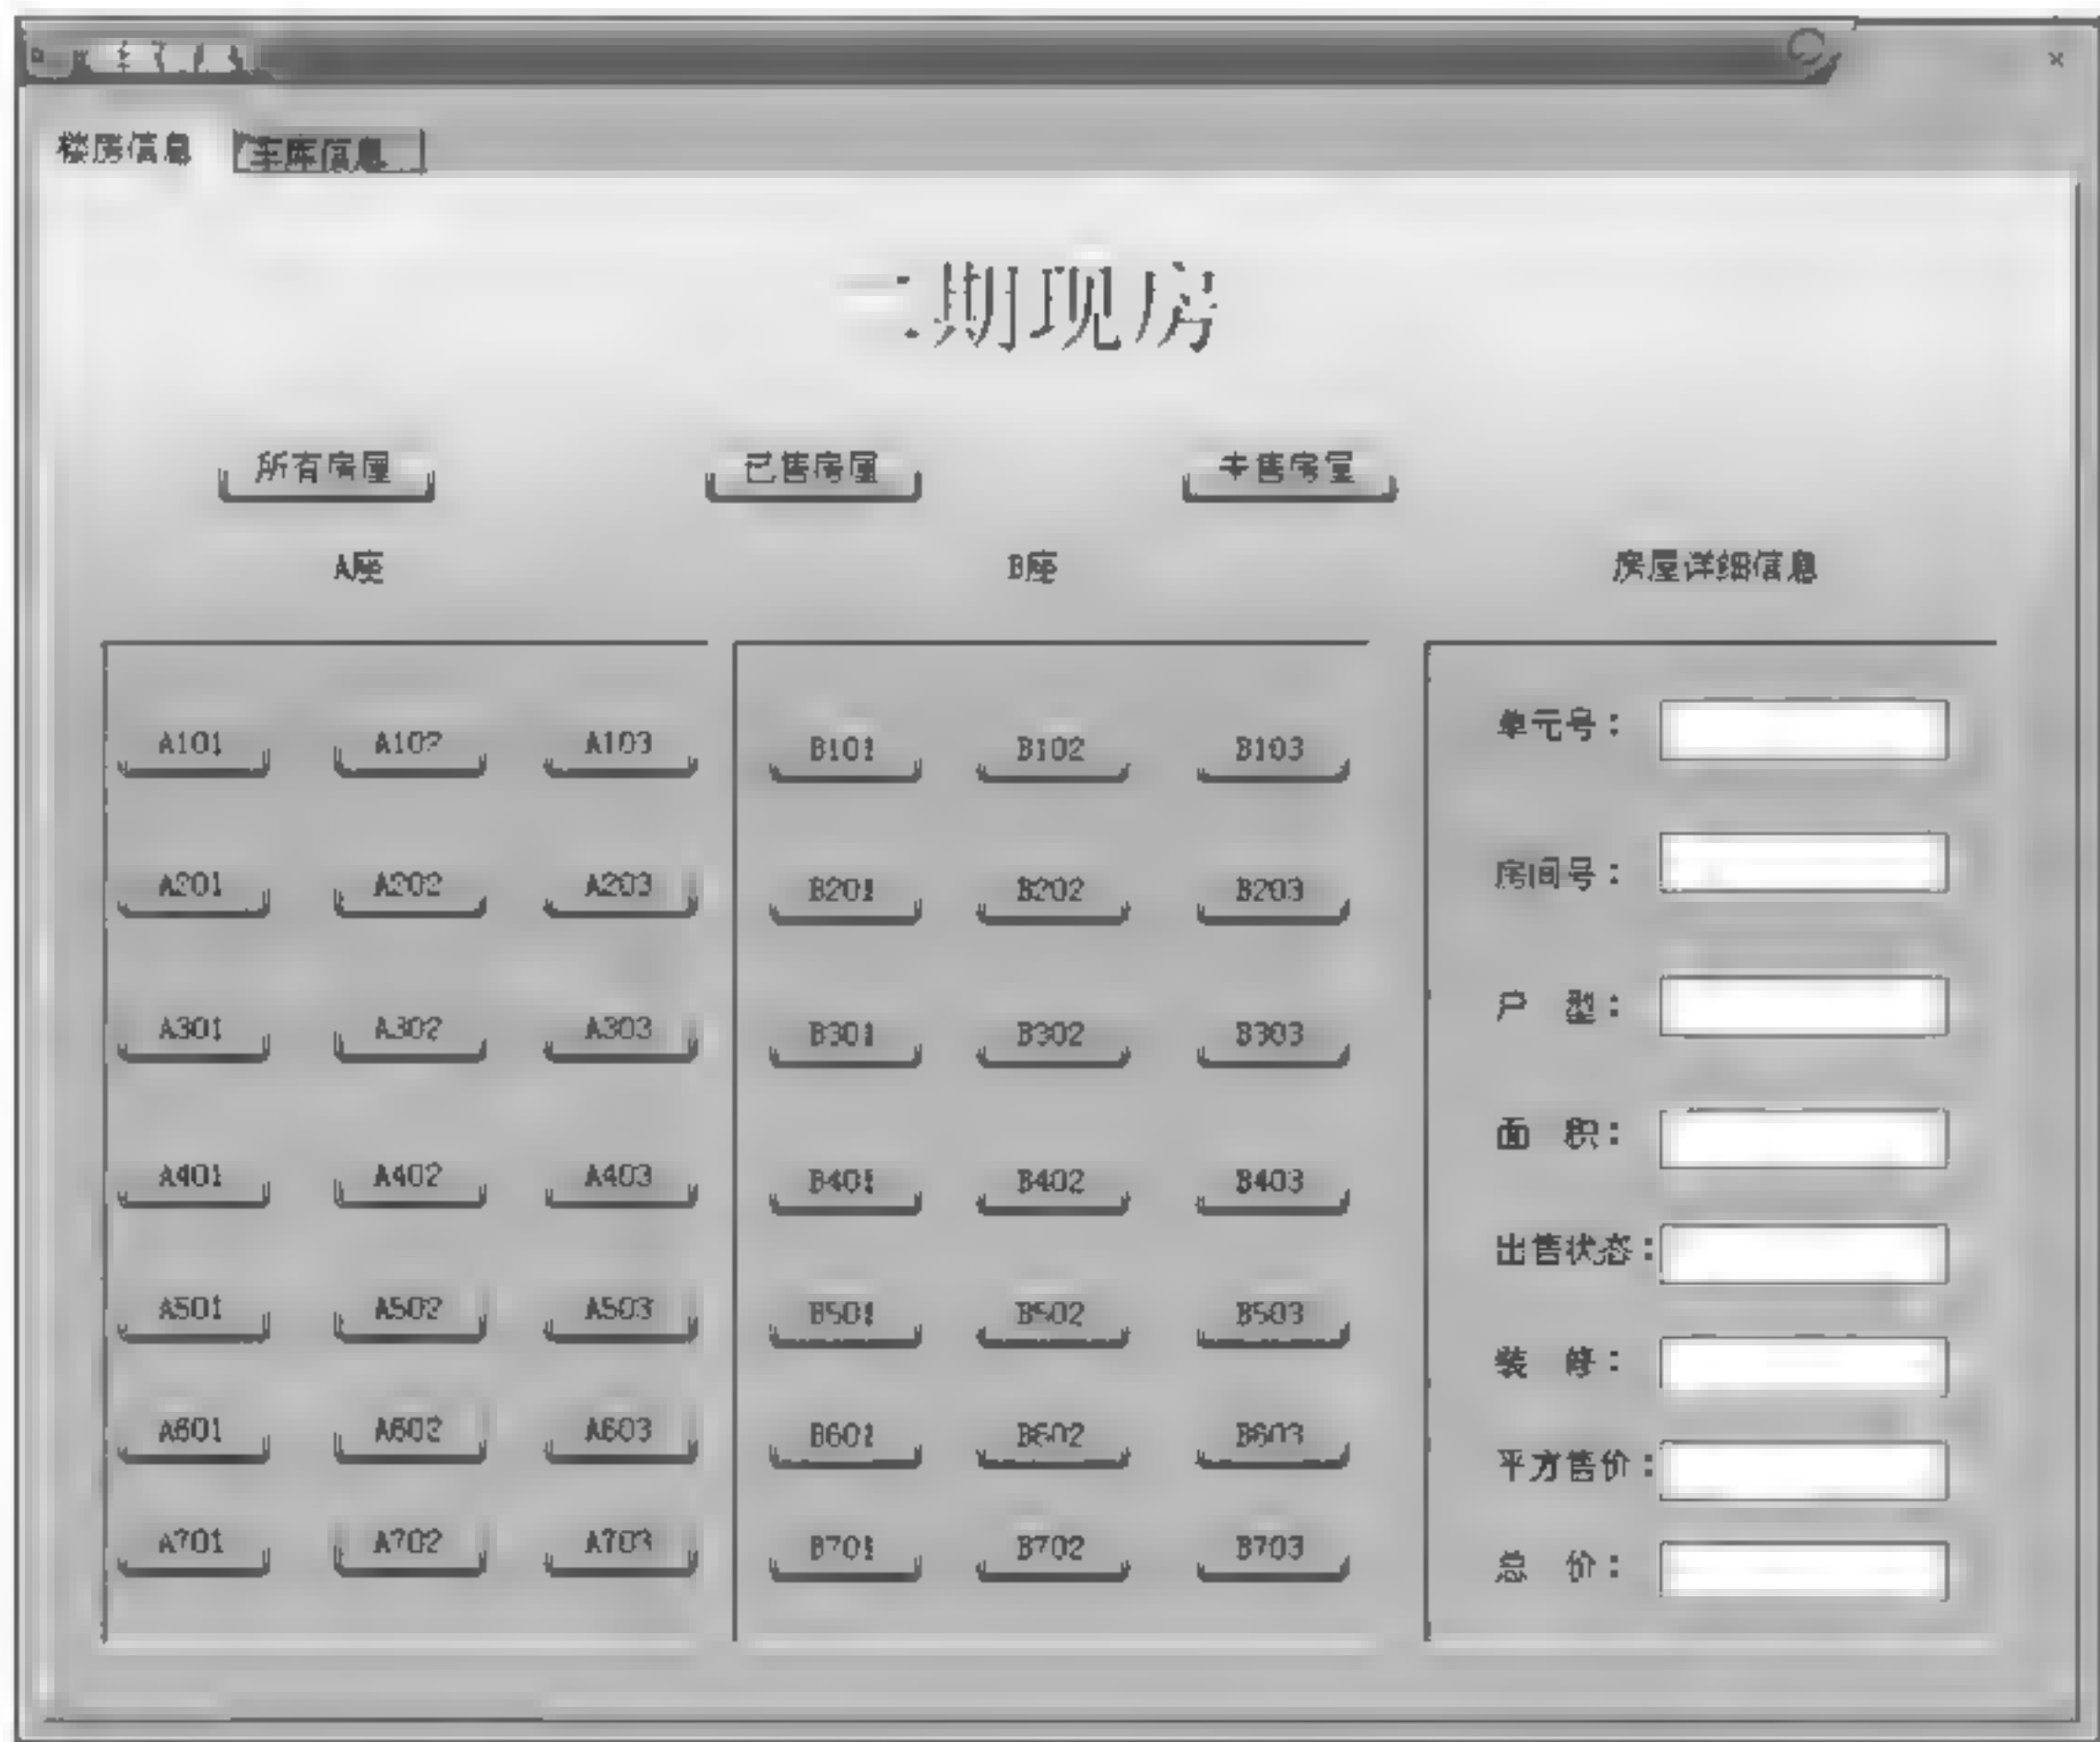 楼房信息 车库信息
二期现房
所有房屋 已售房屋 未售房屋
A座 B座 房屋详细信息
A101 A102 A103 B101 B102 B103 单元号：
A201 A202 A203 B201 B202 B203 房间号：
A301 A302 A303 B301 B302 B303 户 型：
A401 A402 A403 B401 B402 B403 面 积：
A501 A502 A503 B501 B502 B503 出售状态：
A601 A602 A603 B601 B602 B603 装 修：
A701 A702 A703 B701 B702 B703 平方售价：
总 价：